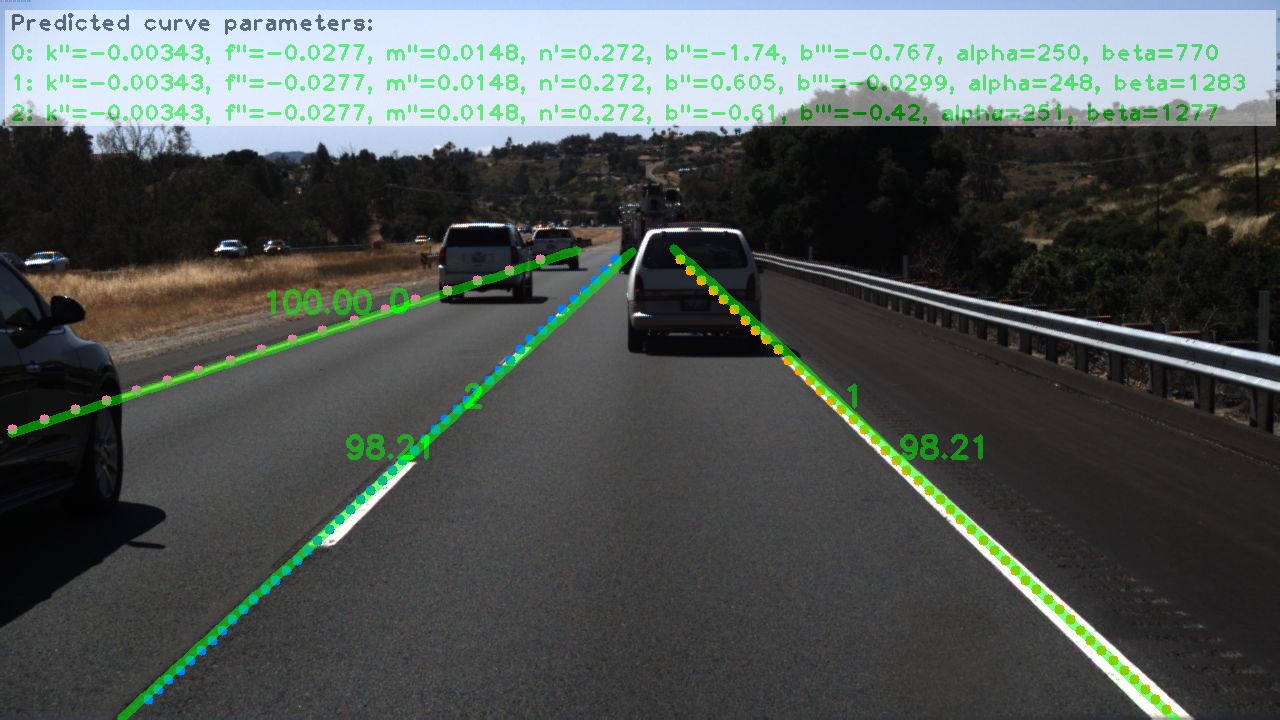 Predicted curve parameters:
0: k''=-0.00343, f''=-0.0277, m''=0.0148, n'=0.272, b''=-1.74, b'''=-0.767, alpha=250, beta=770
1: k''=-0.00343, f''=-0.0277, m''=0.0148, n'=0.272, b''=0.605, b'''=-0.0299, alpha=248, beta=1283
2: k''=-0.00343, f''=-0.0277, m''=0.0148, n'=0.272, b''=-0.61, b'''=-0.42, alpha=251, beta=1277
100.00 0
2
1
98.21
98.21